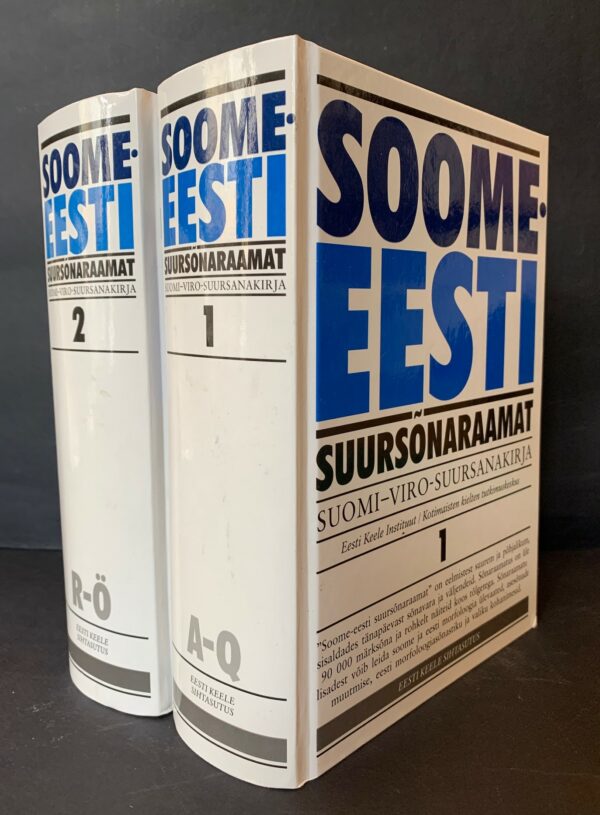 SOOME-
EESTI
SUURSÕNARAAMAT
SUOMI–VIRO-SUURSANAKIRJA
2
R-Ö
EESTI KEELE
SIHTASUTUS
SOOME-
EESTI
SUURSÕNARAAMAT
SUOMI–VIRO-SUURSANAKIRJA
1
A-Q
EESTI KEELE
SIHTASUTUS
SOOME-
EESTI
SUURSÕNARAAMAT
SUOMI–VIRO-SUURSANAKIRJA
Eesti Keele Instituut / Kotimaisten kielten tutkimuskeskus
1
"Soome-eesti suursõnaraamat" on eelmistest suurem ja põhjalikum,
sisaldades tänapäevast sõnavara ja väljendeid. Sõnaraamatus on üle
90 000 märksõna ja rohkelt näiteid koos tõlgetega. Sõnaraamatu
lisadest võib leida soome ja eesti morfoloogia ülevaated, asesõnade
muutmise, eesti morfoloogiasõnastiku ja valiku kohanimesid.
EESTI KEELE SIHTASUTUS